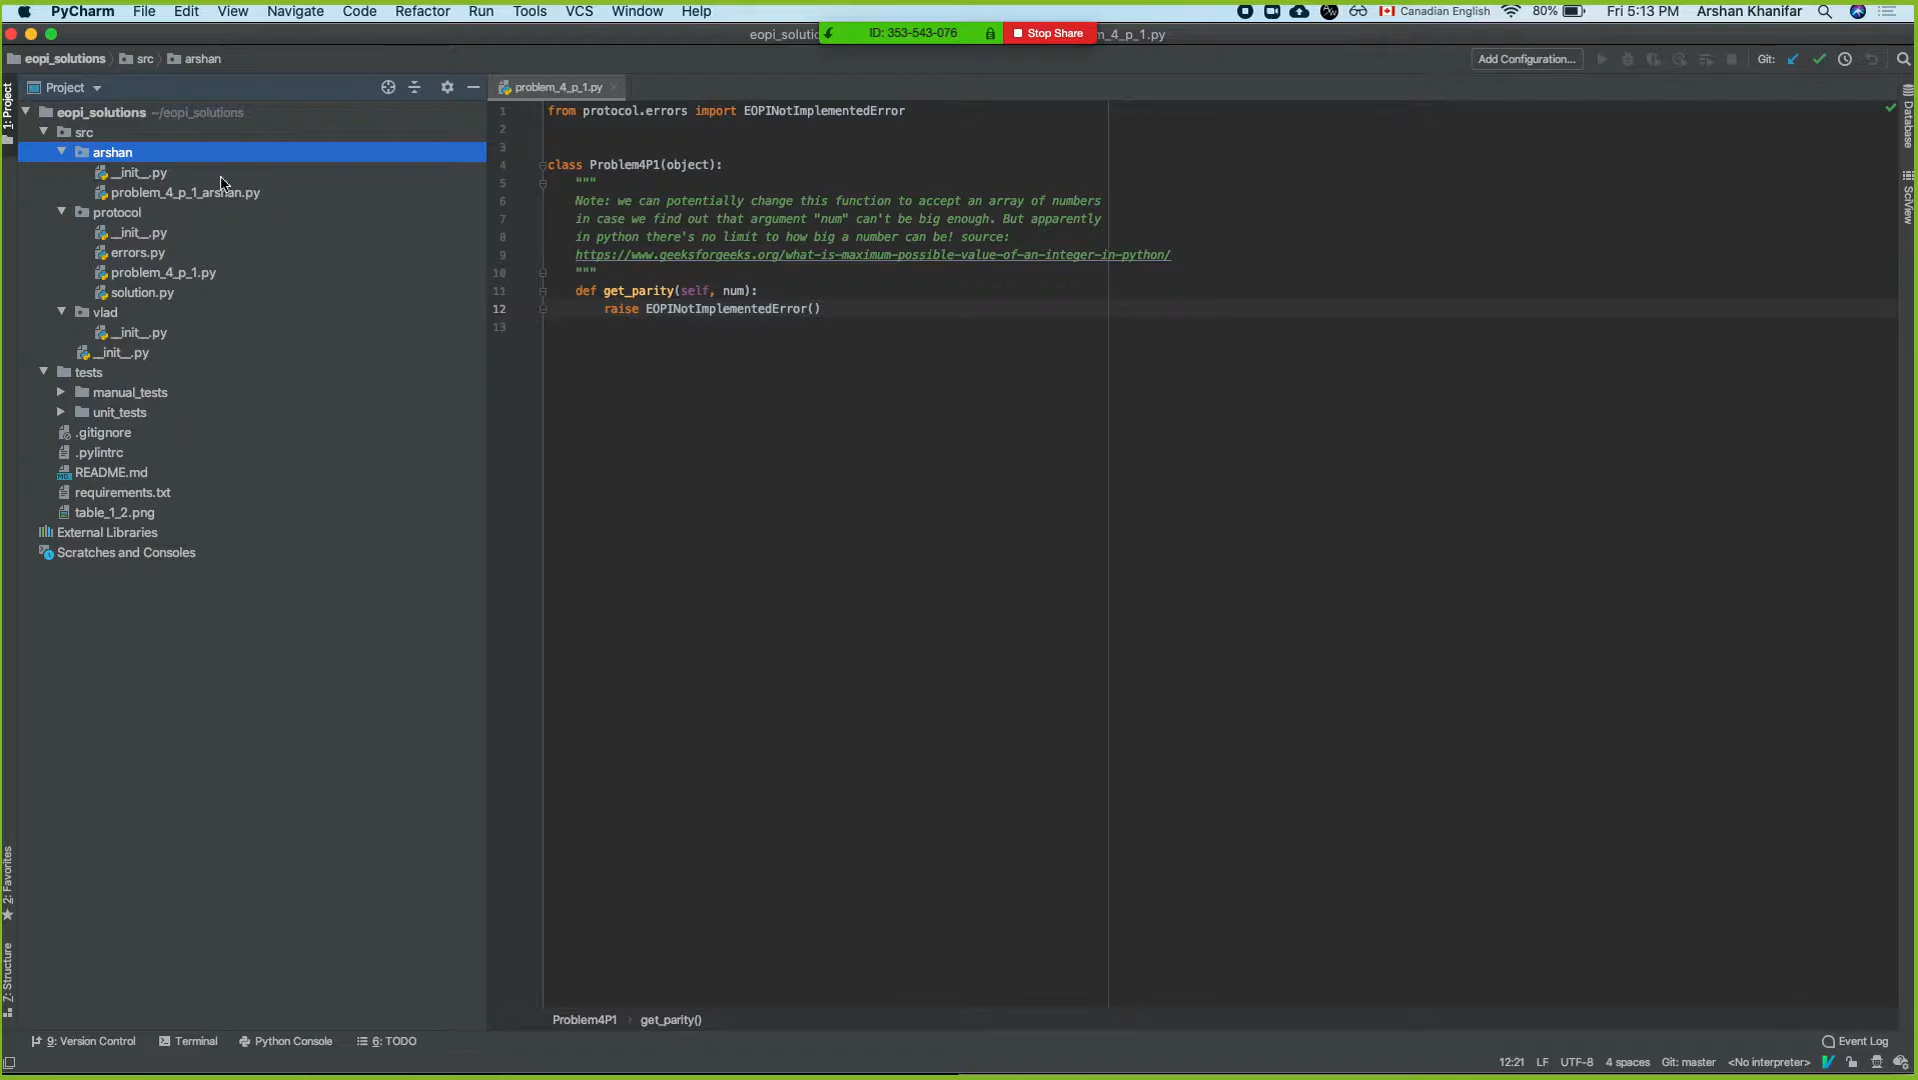 PyCharm File Edit View Navigate Code Refactor Run Tools VCS Window Help Canadian English 80% Fri 5:13 PM Arshan Khanifar
eopi_soluti ID: 353-543-076 Stop Share m_4_p_1.py
eopi_solutions src arshan Add Configuration... Git:
1: Project
Project
problem_4_p_1.py
eopi_solutions ~/eopi_solutions
src
arshan
__init__.py
problem_4_p_1_arshan.py
protocol
__init__.py
errors.py
problem_4_p_1.py
solution.py
vlad
__init__.py
__init__.py
tests
manual_tests
unit_tests
.gitignore
.pylintrc
README.md
requirements.txt
table_1_2.png
External Libraries
Scratches and Consoles
1 from protocol.errors import EOPINotImplementedError
2
3
4 class Problem4P1(object):
5 """
6 Note: we can potentially change this function to accept an array of numbers
7 in case we find out that argument "num" can't be big enough. But apparently
8 in python there's no limit to how big a number can be! source:
9 https://www.geeksforgeeks.org/what-is-maximum-possible-value-of-an-integer-in-python/
10 """
11 def get_parity(self, num):
12 raise EOPINotImplementedError()
13
Database
SciView
2: Favorites
7: Structure
Problem4P1 get_parity()
9: Version Control Terminal Python Console 6: TODO Event Log
12:21 LF UTF-8 4 spaces Git: master <No interpreter>